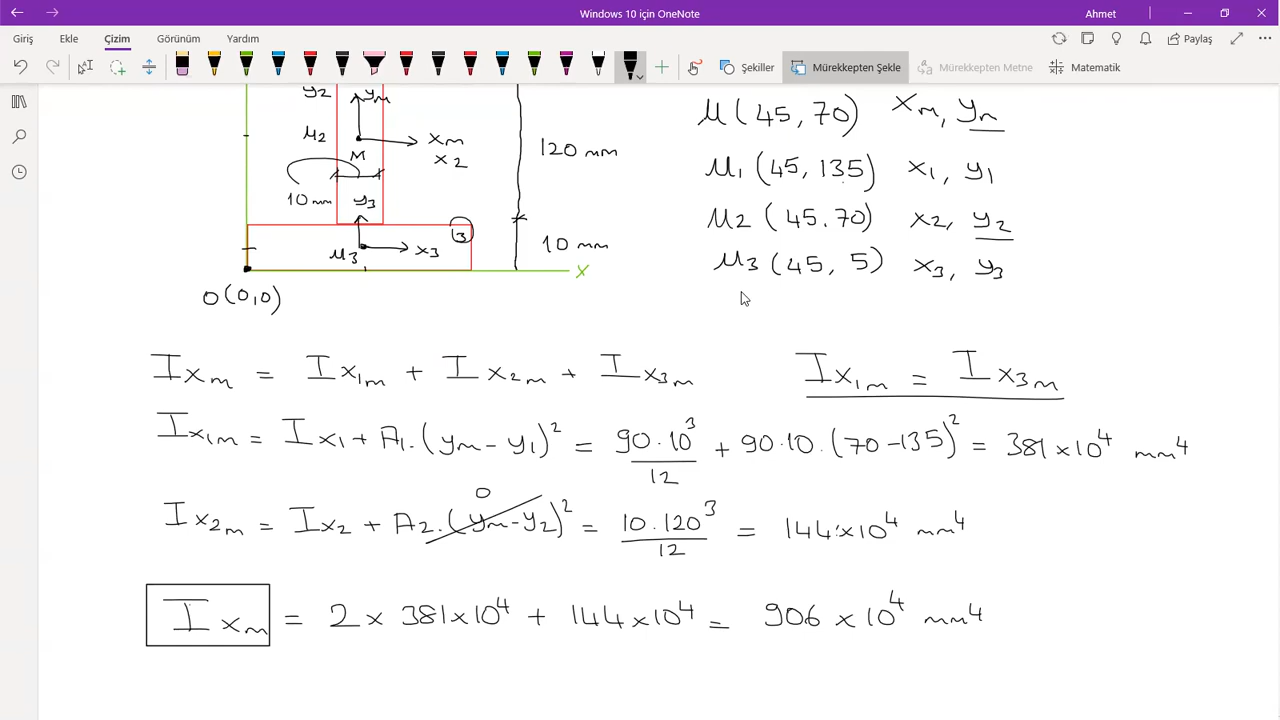 Windows 10 için OneNote
Ahmet
Giriş Ekle Çizim Görünüm Yardım
Paylaş
Şekiller Mürekkepten Şekle Mürekkepten Metne Matematik
y2 ym
M2
xm
M
x2
10 mm
y3
3
M3
x3
x
O(0,0)
120 mm
10 mm
M(45,70) xm, ym
M1(45,135) x1, y1
M2(45.70) x2, y2
M3(45,5) x3, y3
Ixm = Ix1m + Ix2m + Ix3m
Ix1m = Ix3m
Ix1m = Ix1 + A1.(ym-y1)² = 90.10³/12 + 90.10.(70-135)² = 381x10⁴ mm⁴
Ix2m = Ix2 + A2.(ym-y2)² = 10.120³/12 = 144x10⁴ mm⁴
0
Ixm = 2 x 381x10⁴ + 144x10⁴ = 906 x 10⁴ mm⁴